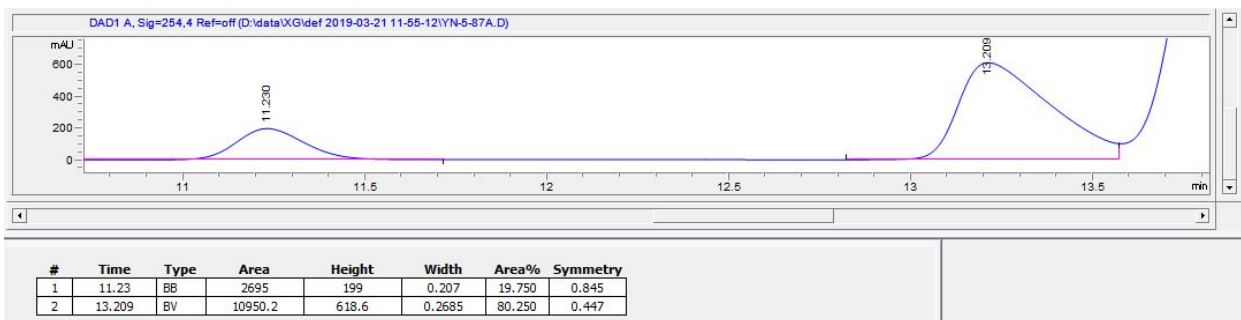 DAD1 A, Sig=254,4 Ref=off (D:\data\XG\def 2019-03-21 11-55-12\YN-5-87A.D)
mAU
600
400
200
0
11.230
13.209
11 11.5 12 12.5 13 13.5 min
# Time Type Area Height Width Area% Symmetry
1 11.23 BB 2695 199 0.207 19.750 0.845
2 13.209 BV 10950.2 618.6 0.2685 80.250 0.447